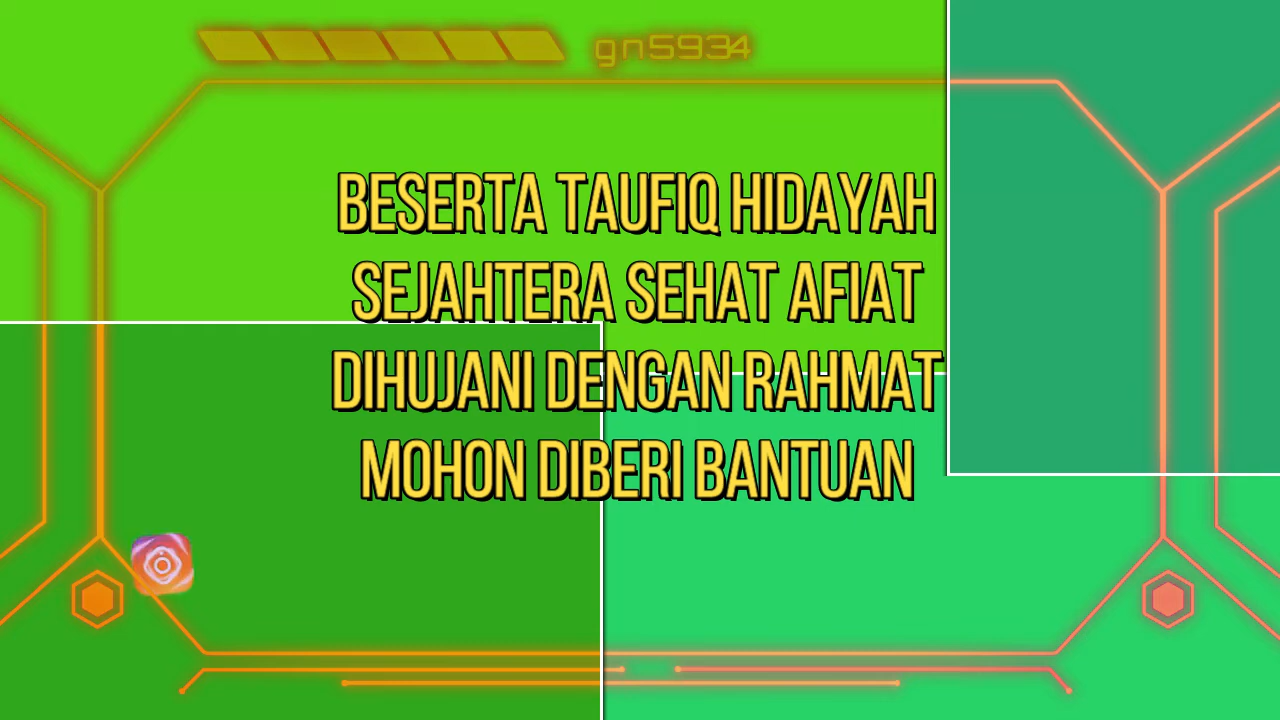 gn5934
BESERTA TAUFIQ HIDAYAH
SEJAHTERA SEHAT AFIAT
DIHUJANI DENGAN RAHMAT
MOHON DIBERI BANTUAN